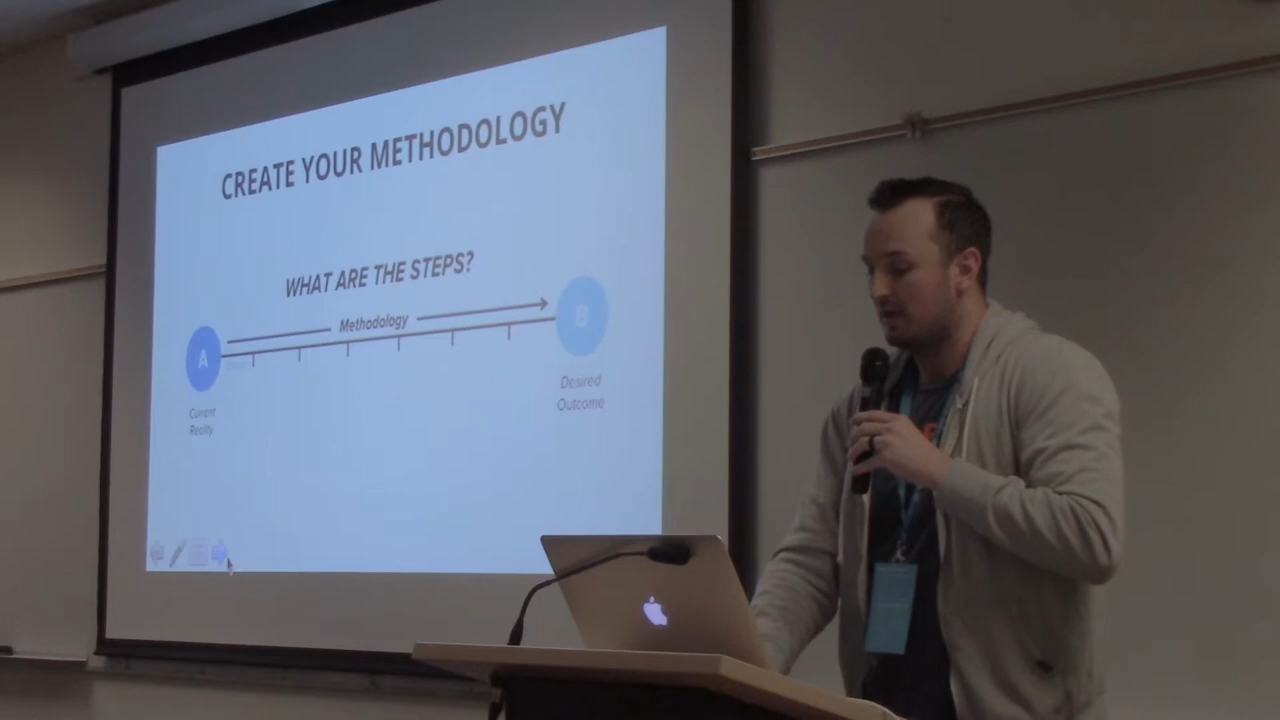 CREATE YOUR METHODOLOGY
WHAT ARE THE STEPS?
Methodology
A
B
Current
Reality
Desired
Outcome